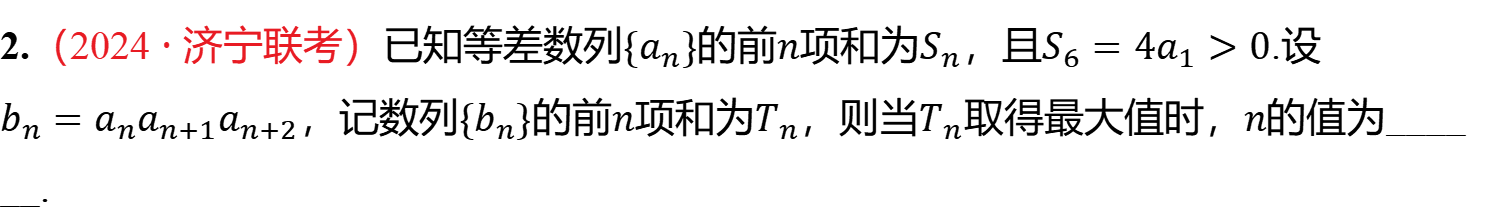 2.（2024·济宁联考）已知等差数列{aₙ}的前n项和为Sₙ，且S₆ = 4a₁ > 0.设
bₙ = aₙaₙ₊₁aₙ₊₂，记数列{bₙ}的前n项和为Tₙ，则当Tₙ取得最大值时，n的值为____
__.